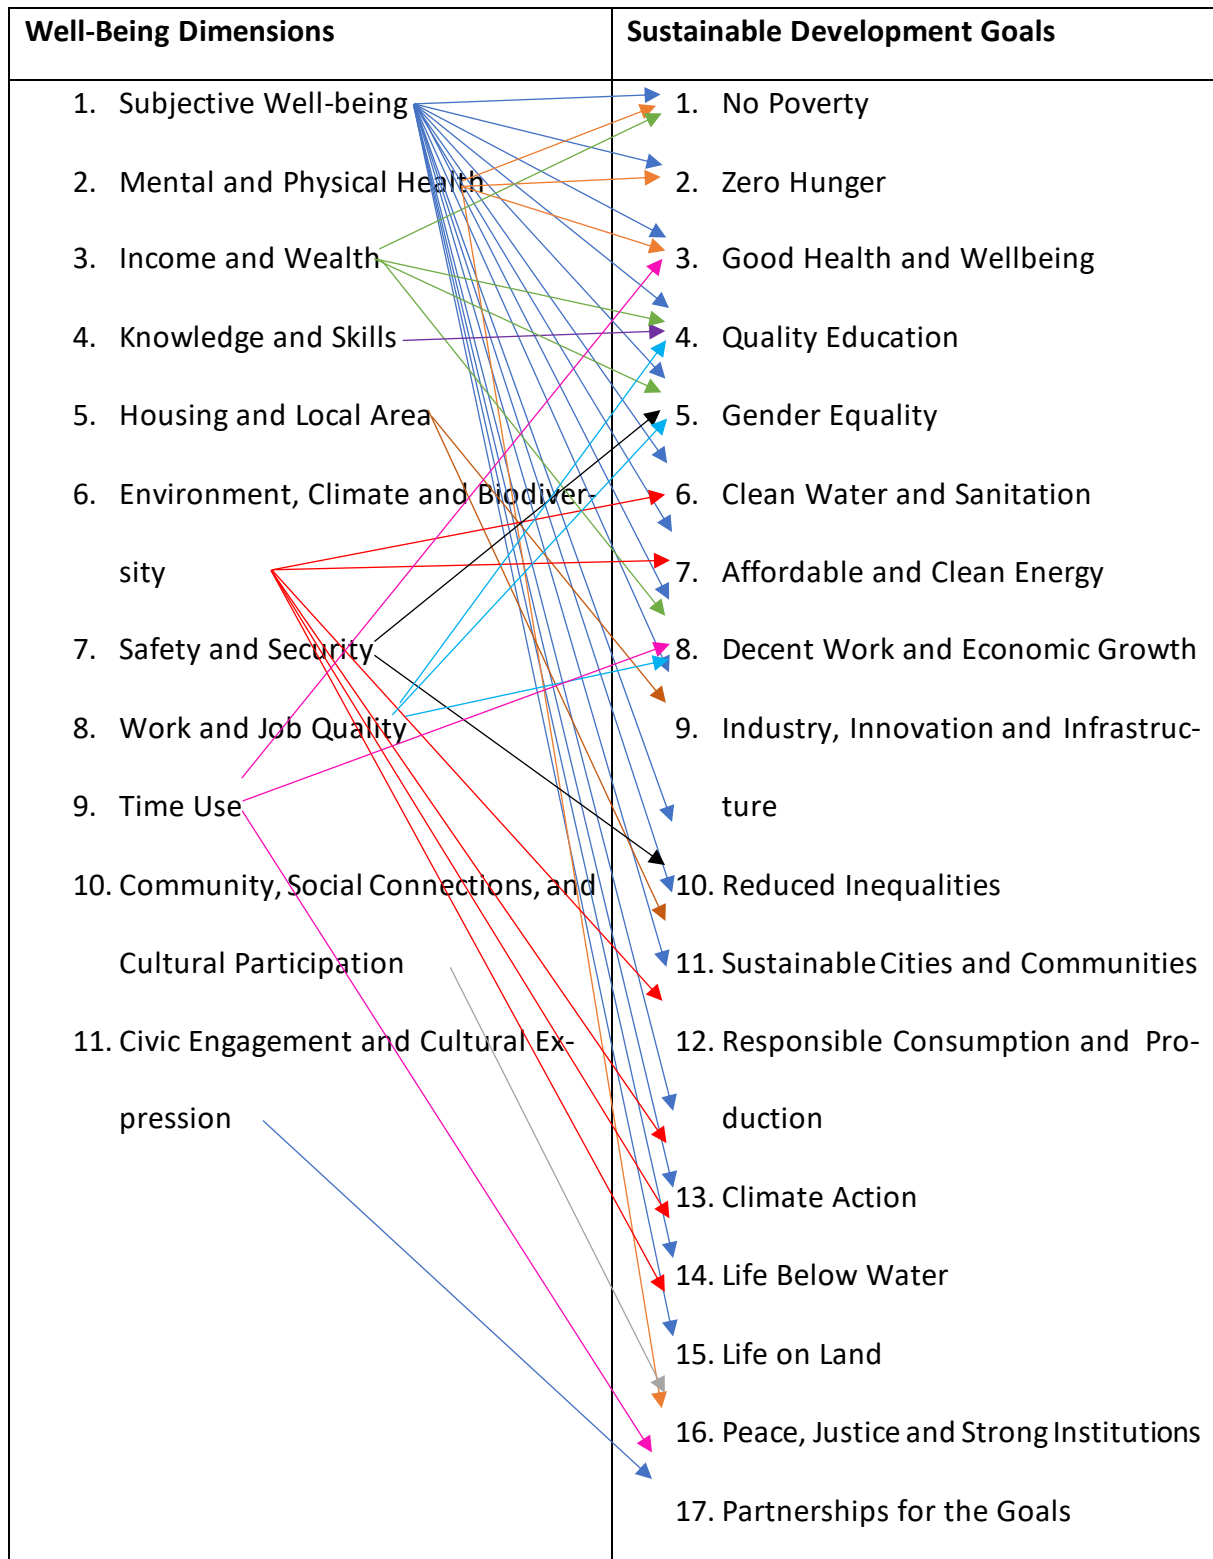 Well-Being Dimensions
Sustainable Development Goals
1. Subjective Well-being
2. Mental and Physical Health
3. Income and Wealth
4. Knowledge and Skills
5. Housing and Local Area
6. Environment, Climate and Biodiver-
sity
7. Safety and Security
8. Work and Job Quality
9. Time Use
10. Community, Social Connections, and
Cultural Participation
11. Civic Engagement and Cultural Ex-
pression
1. No Poverty
2. Zero Hunger
3. Good Health and Wellbeing
4. Quality Education
5. Gender Equality
6. Clean Water and Sanitation
7. Affordable and Clean Energy
8. Decent Work and Economic Growth
9. Industry, Innovation and Infrastruc-
ture
10. Reduced Inequalities
11. Sustainable Cities and Communities
12. Responsible Consumption and Pro-
duction
13. Climate Action
14. Life Below Water
15. Life on Land
16. Peace, Justice and Strong Institutions
17. Partnerships for the Goals